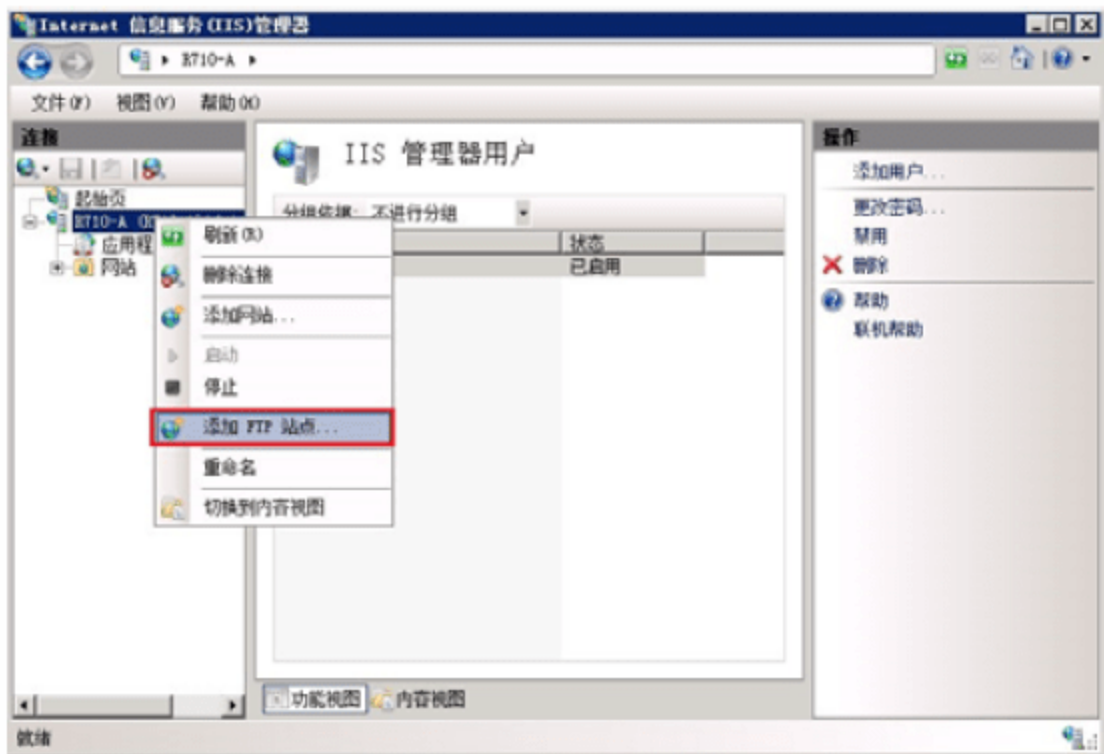 Internet 信息服务(IIS)管理器
R710-A
文件(F) 视图(V) 帮助(H)
连接
起始页
R710-A
应用程
网站
刷新(R)
删除连接
添加网站...
启动
停止
添加 FTP 站点...
重命名
切换到内容视图
IIS 管理器用户
分组依据: 不进行分组
状态
已启用
功能视图 内容视图
操作
添加用户...
更改密码...
禁用
删除
帮助
联机帮助
就绪